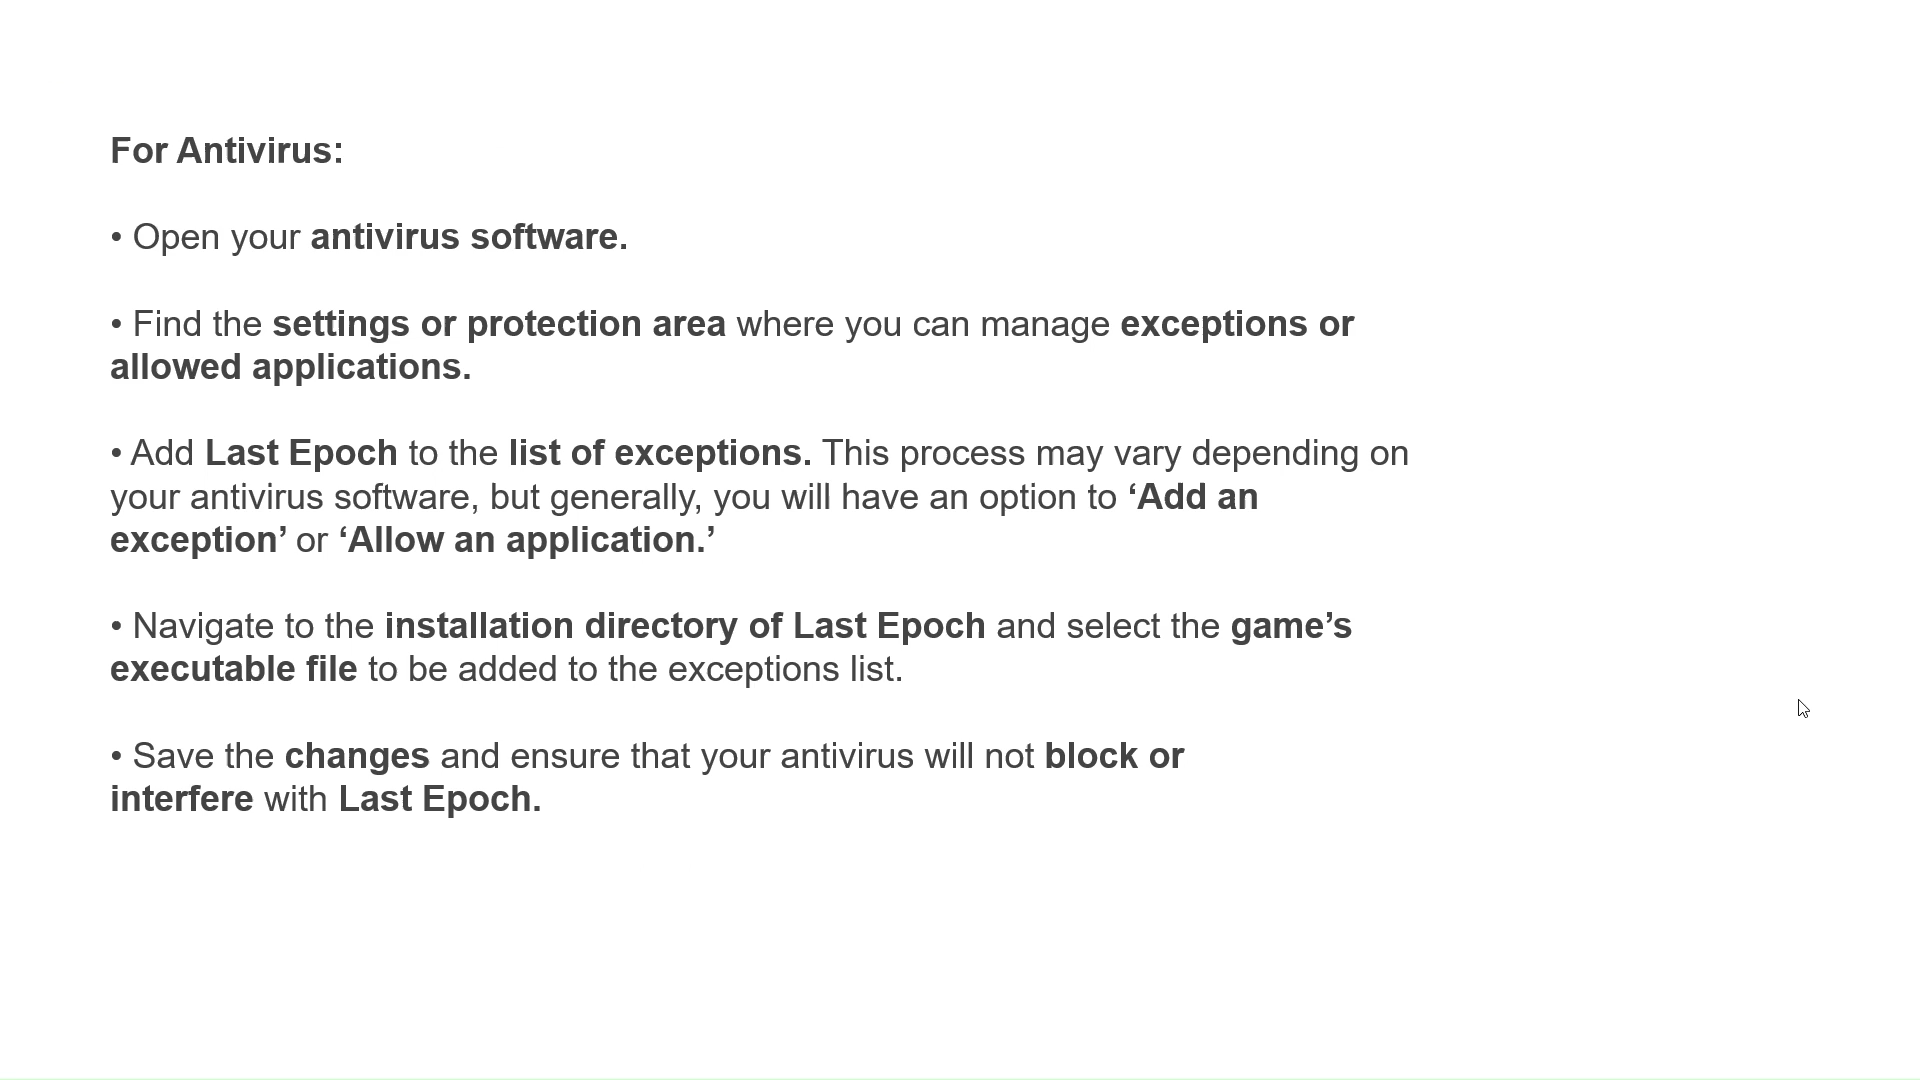 For Antivirus:
• Open your antivirus software.
• Find the settings or protection area where you can manage exceptions or
allowed applications.
• Add Last Epoch to the list of exceptions. This process may vary depending on
your antivirus software, but generally, you will have an option to ‘Add an
exception’ or ‘Allow an application.’
• Navigate to the installation directory of Last Epoch and select the game’s
executable file to be added to the exceptions list.
• Save the changes and ensure that your antivirus will not block or
interfere with Last Epoch.